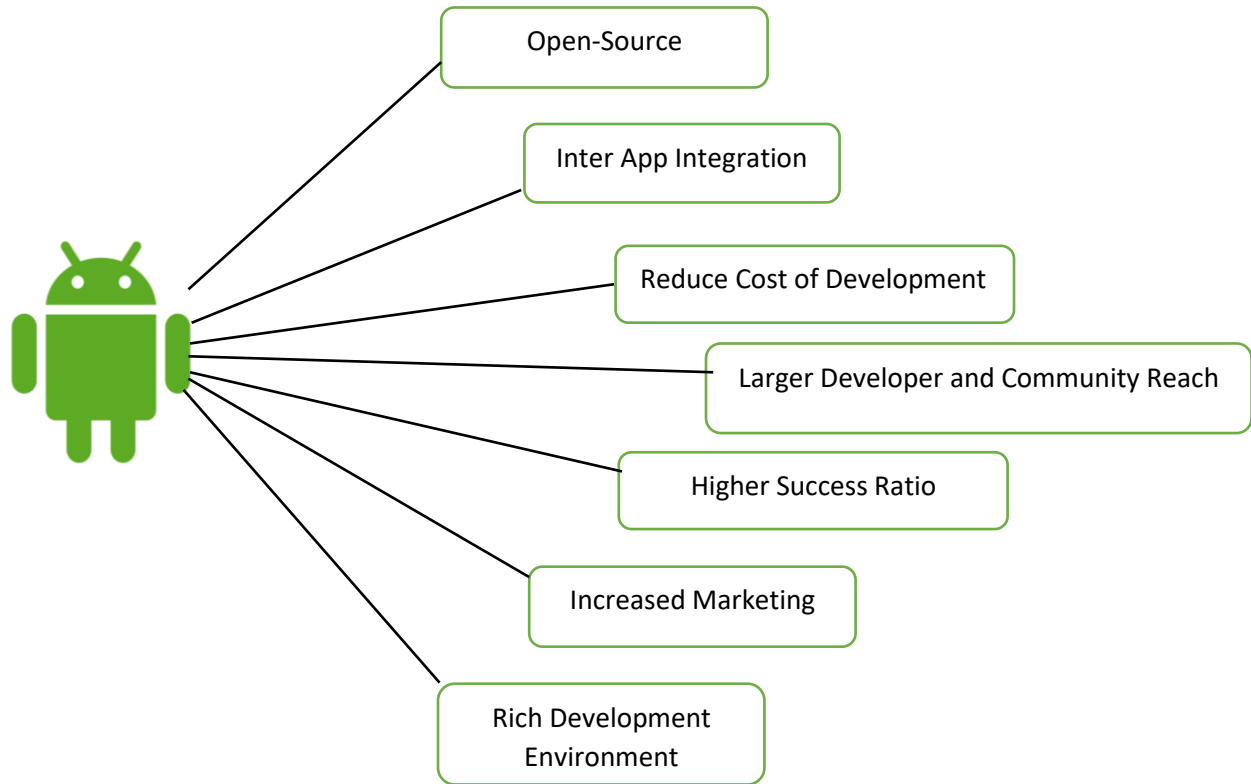 Open-Source
Inter App Integration
Reduce Cost of Development
Larger Developer and Community Reach
Higher Success Ratio
Increased Marketing
Rich Development
Environment